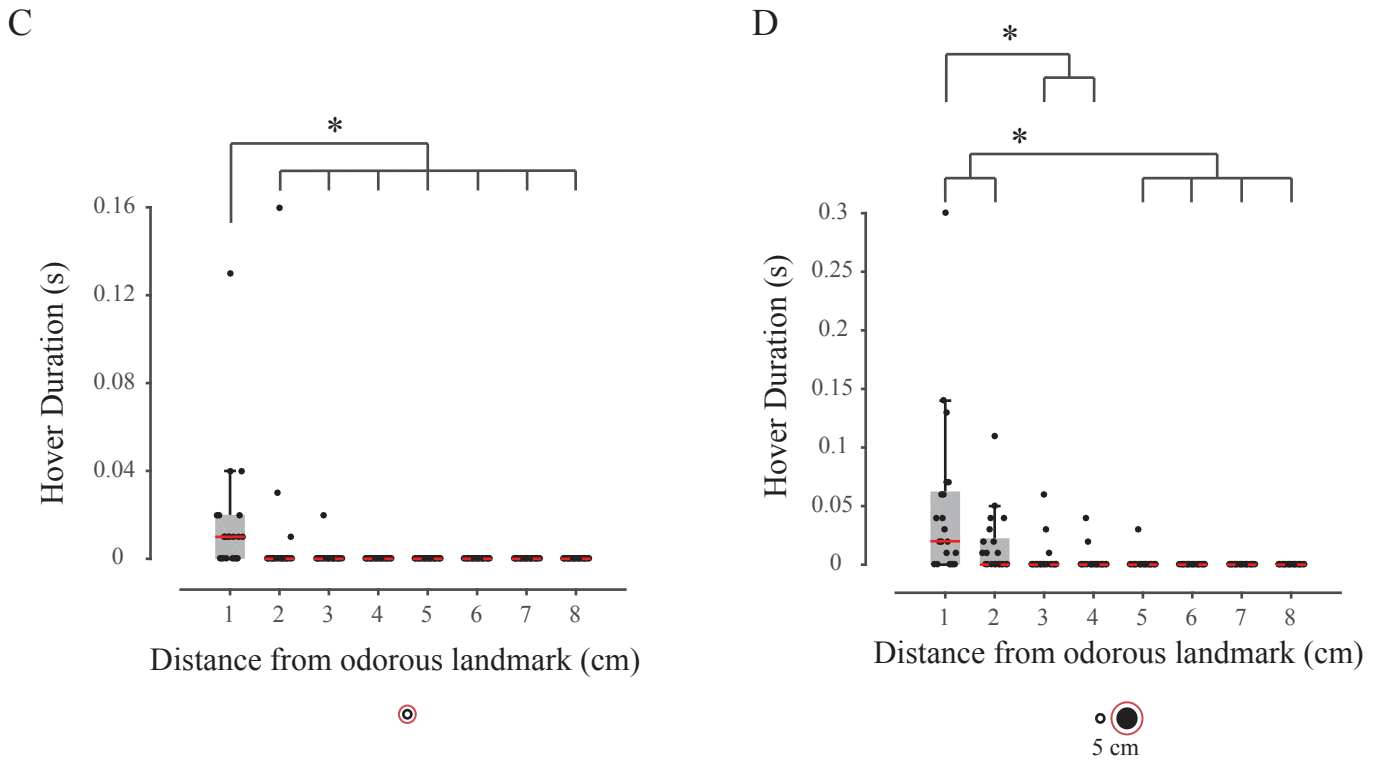 C
*
0.16
0.12
0.08
0.04
0
Hover Duration (s)
1 2 3 4 5 6 7 8
Distance from odorous landmark (cm)
D
*
*
0.3
0.25
0.2
0.15
0.1
0.05
0
Hover Duration (s)
1 2 3 4 5 6 7 8
Distance from odorous landmark (cm)
5 cm